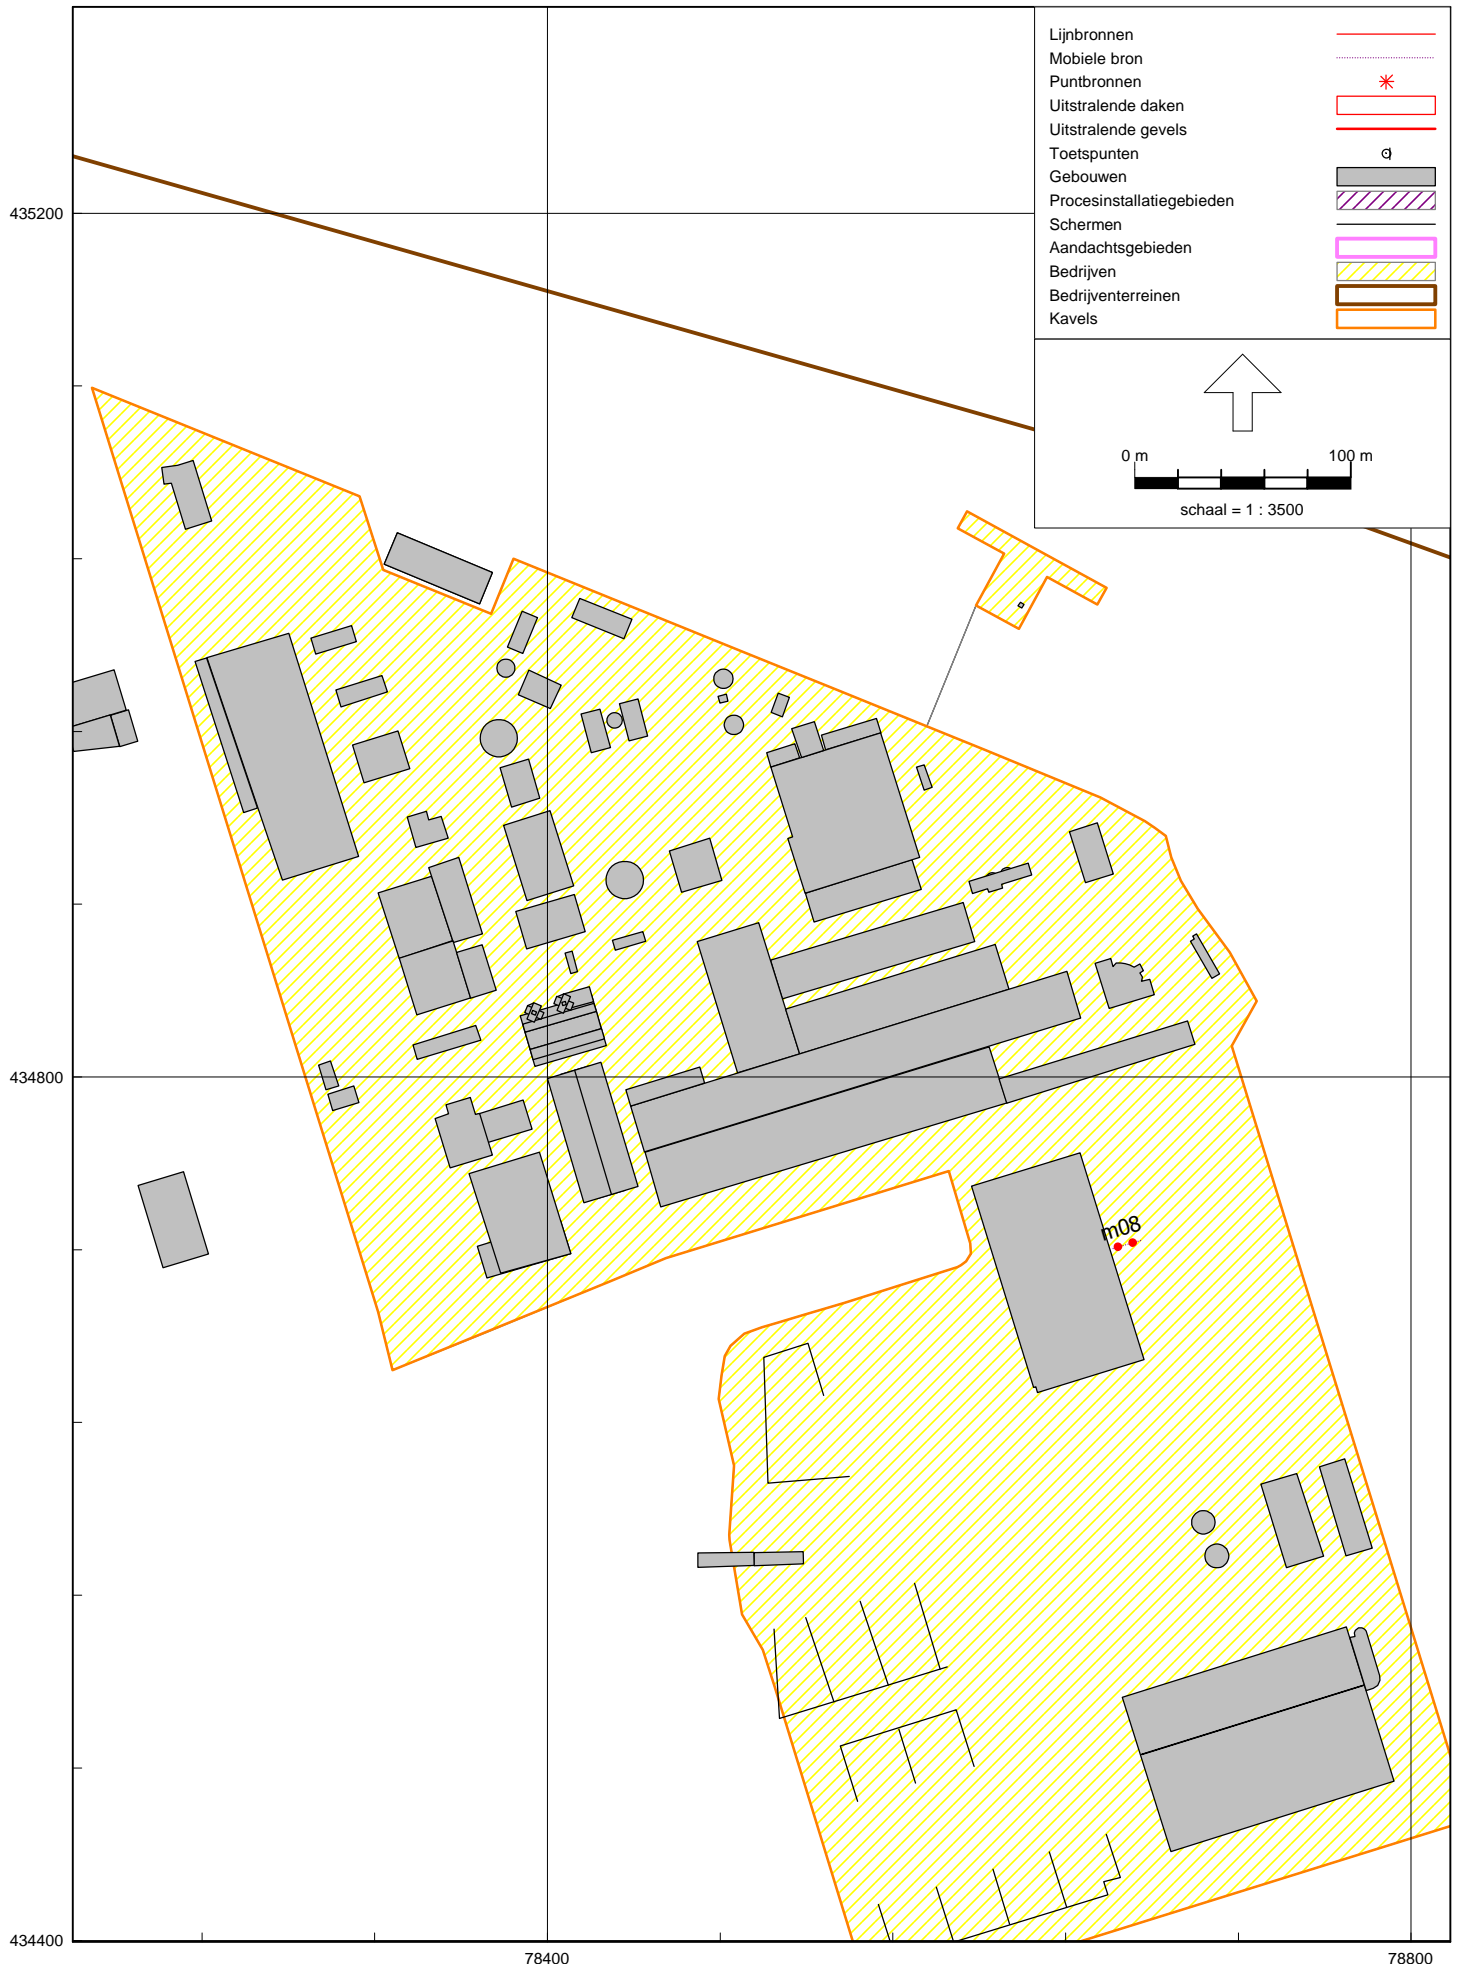 Lijnbronnen
Mobiele bron
Puntbronnen
Uitstralende daken
Uitstralende gevels
Toetspunten
Gebouwen
Procesinstallatiegebieden
Schermen
Aandachtsgebieden
Bedrijven
Bedrijventerreinen
Kavels
0 m 100 m
schaal = 1 : 3500
435200
434800
m08
434400
78400 78800